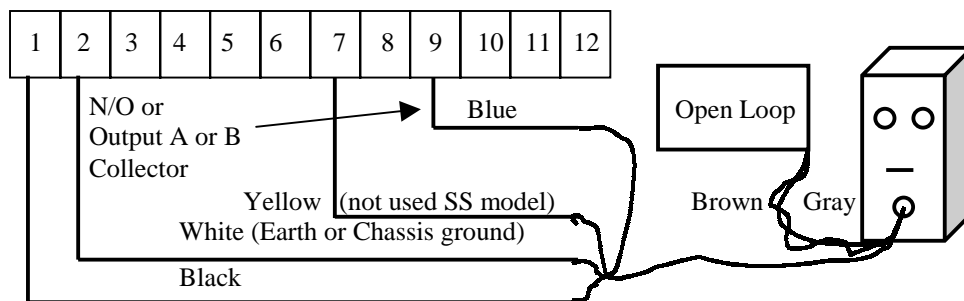 1 2 3 4 5 6 7 8 9 10 11 12
N/O or
Output A or B
Collector
Blue
Open Loop
Yellow (not used SS model)
Brown Gray
White (Earth or Chassis ground)
Black